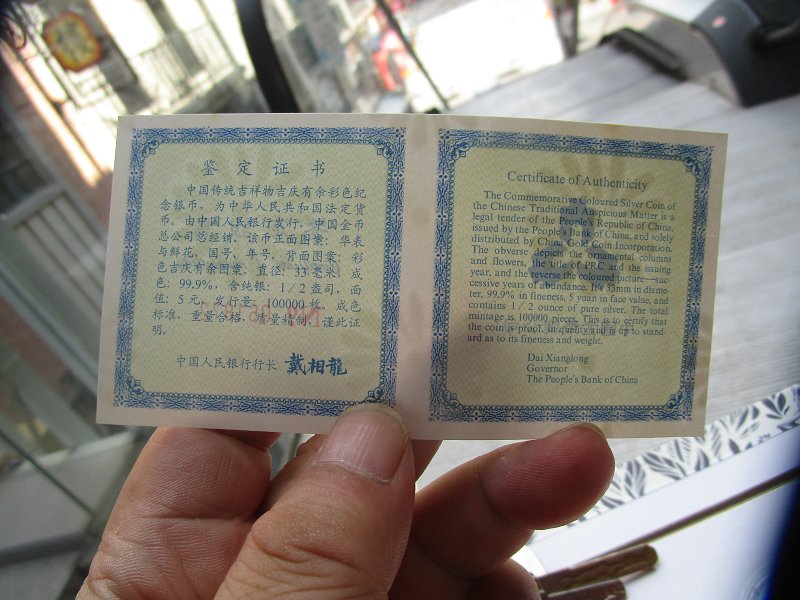 鉴定证书
中国传统吉祥物吉庆有余彩色纪
念银币，为中华人民共和国法定货
币。由中国人民银行发行，中国金币
总公司总经销。该币正面图案：华表
与鲜花、国号、年号，背面图案：彩
色吉庆有余图案。直径：33毫米，成
色：99.9%，含纯银：1/2盎司，面
值：5元，发行量：100000枚。成色
标准，重量合格，质量精制，谨此证
明。
中国人民银行行长 戴相龍
Certificate of Authenticity
The Commemorative Coloured Silver Coin of
the Chinese Traditional Auspicious Matter is a
legal tender of the People's Republic of China,
issued by the People's Bank of China, and solely
distributed by China Gold Coin Incorporation.
The obverse depicts the ornamental columns
and flowers, the title of PRC and the issuing
year, and the reverse the coloured picture—suc-
cessive years of abundance. It's 33mm in diame-
ter, 99.9% in fineness, 5 yuan in face value, and
contains 1/2 ounce of pure silver. The total
mintage is 100000 pieces. This is to certify that
the coin is proof. In quality and is up to stand-
ard as to its fineness and weight.
Dai Xianglong
Governor
The People's Bank of China